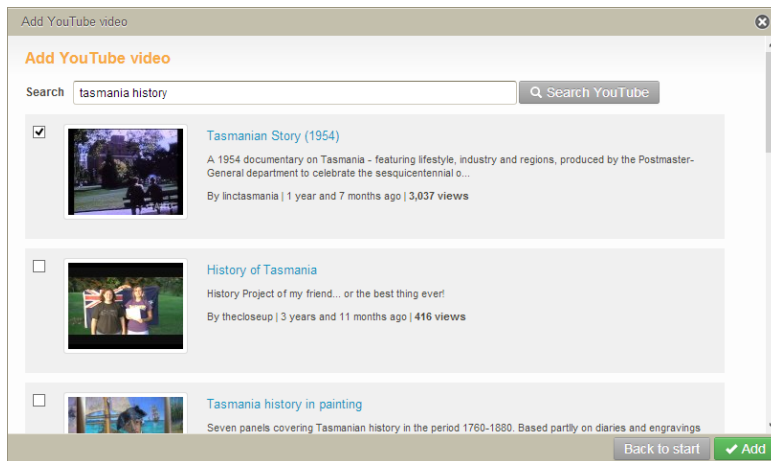 Add YouTube video
Add YouTube video
Search tasmania history Search YouTube
Tasmanian Story (1954)
A 1954 documentary on Tasmania - featuring lifestyle, industry and regions, produced by the Postmaster-
General department to celebrate the sesquicentennial o...
By linctasmania | 1 year and 7 months ago | 3,037 views
History of Tasmania
History Project of my friend... or the best thing ever!
By thecloseup | 3 years and 11 months ago | 416 views
Tasmania history in painting
Seven panels covering Tasmanian history in the period 1760-1880. Based partly on diaries and engravings
Back to start Add